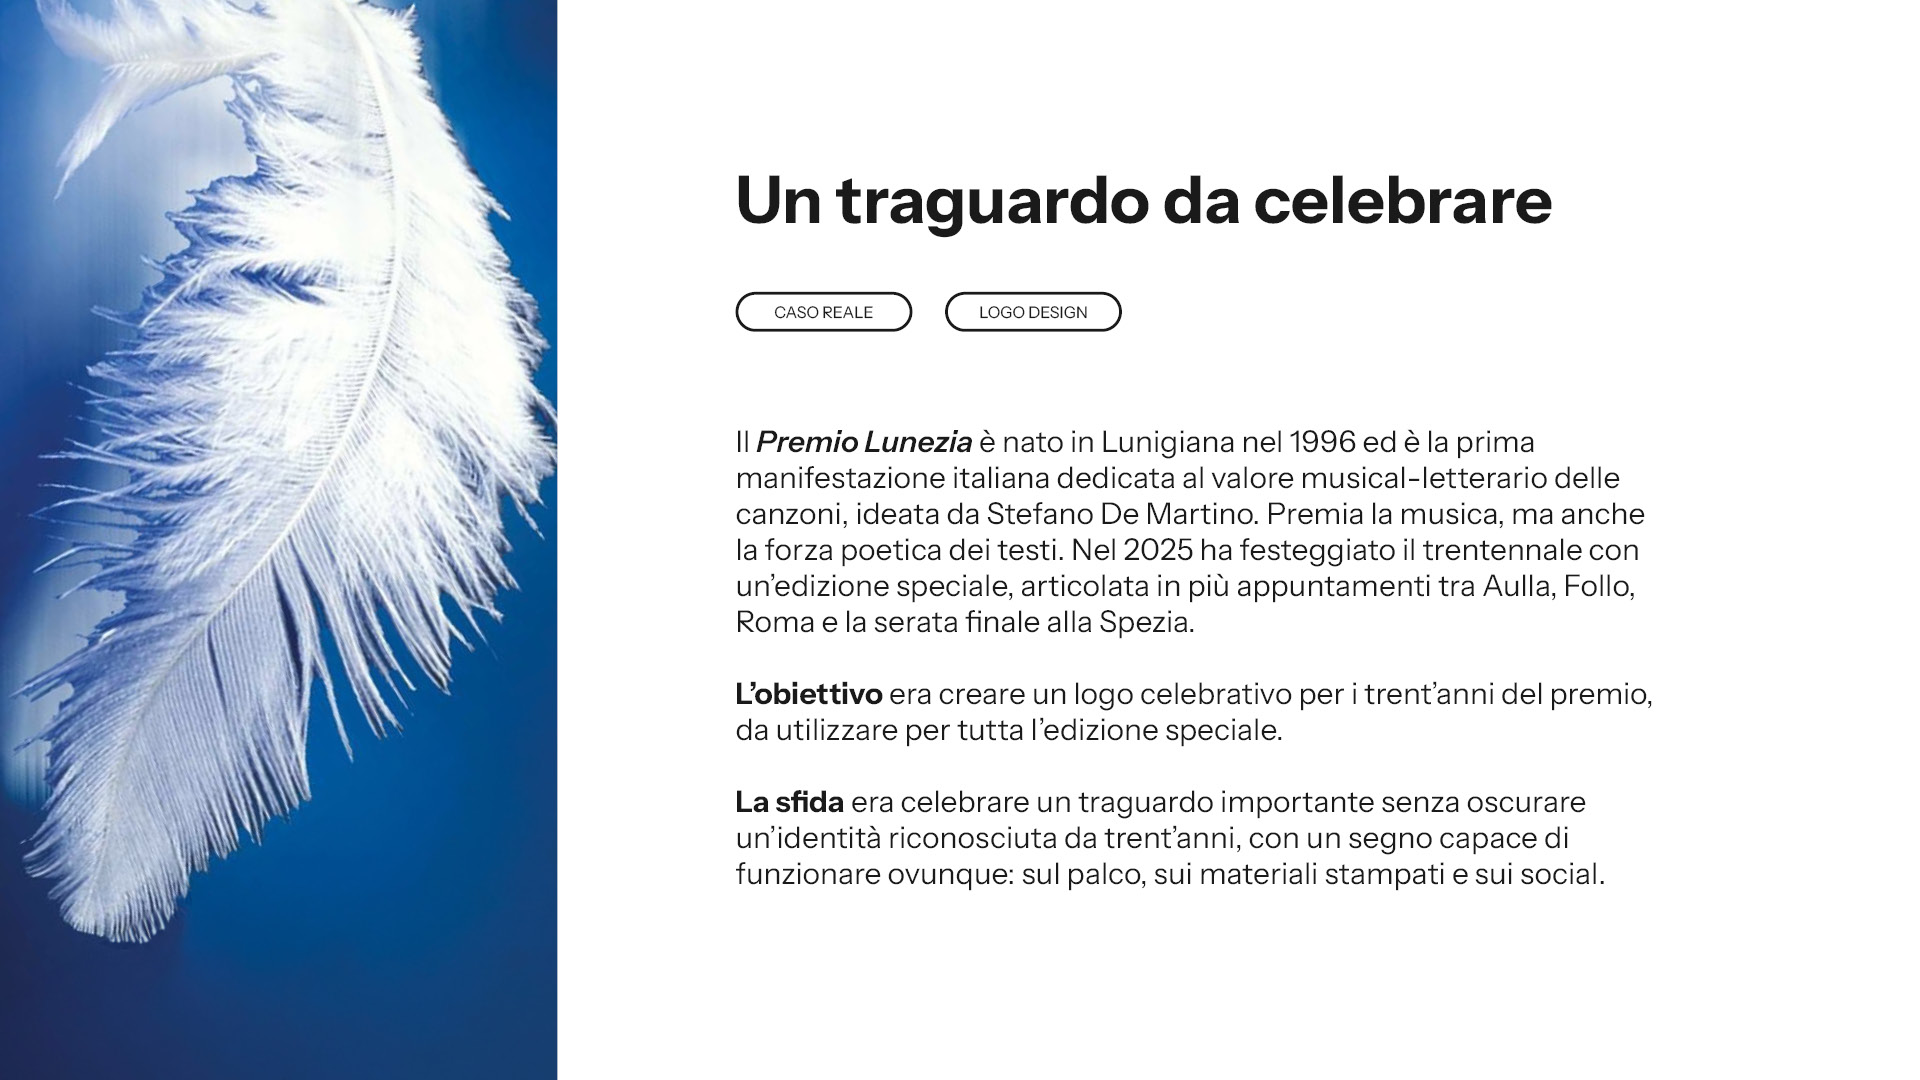 Un traguardo da celebrare
CASO REALE
LOGO DESIGN
Il Premio Lunezia è nato in Lunigiana nel 1996 ed è la prima
manifestazione italiana dedicata al valore musical-letterario delle
canzoni, ideata da Stefano De Martino. Premia la musica, ma anche
la forza poetica dei testi. Nel 2025 ha festeggiato il trentennale con
un’edizione speciale, articolata in più appuntamenti tra Aulla, Follo,
Roma e la serata finale alla Spezia.
L’obiettivo era creare un logo celebrativo per i trent’anni del premio,
da utilizzare per tutta l’edizione speciale.
La sfida era celebrare un traguardo importante senza oscurare
un’identità riconosciuta da trent’anni, con un segno capace di
funzionare ovunque: sul palco, sui materiali stampati e sui social.